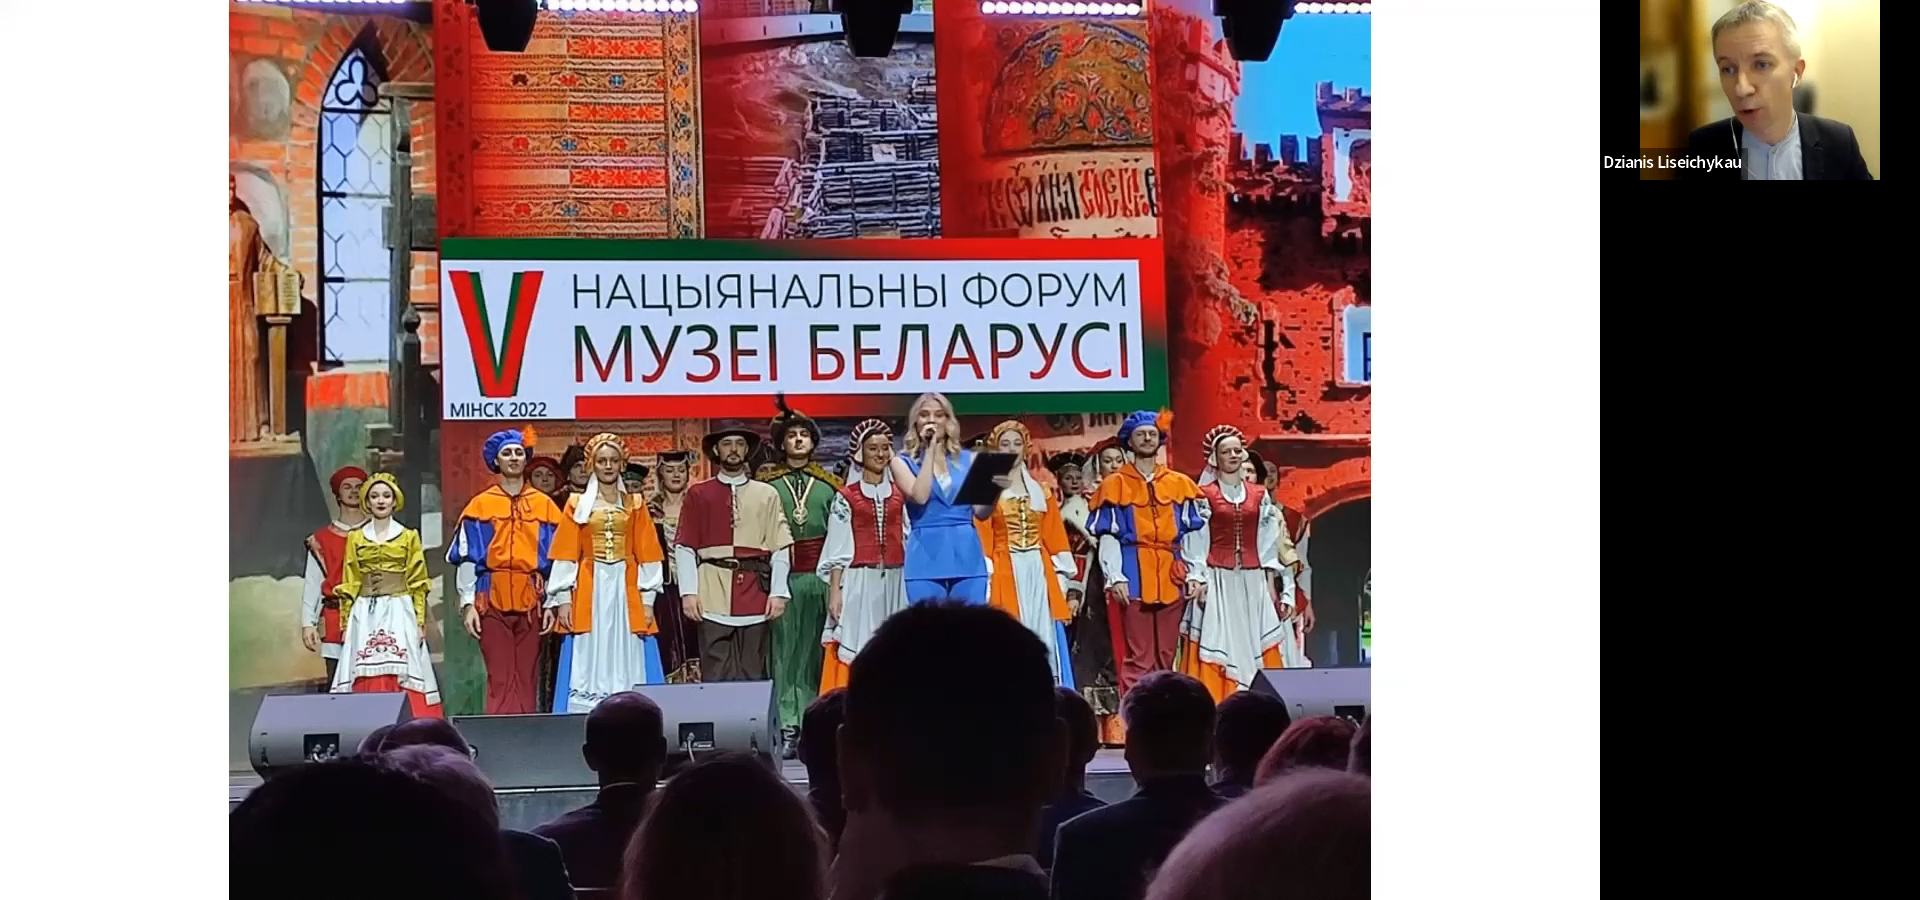 V
НАЦЫЯНАЛЬНЫ ФОРУМ
МУЗЕІ БЕЛАРУСІ
МІНСК 2022
Dzianis Liseichykau